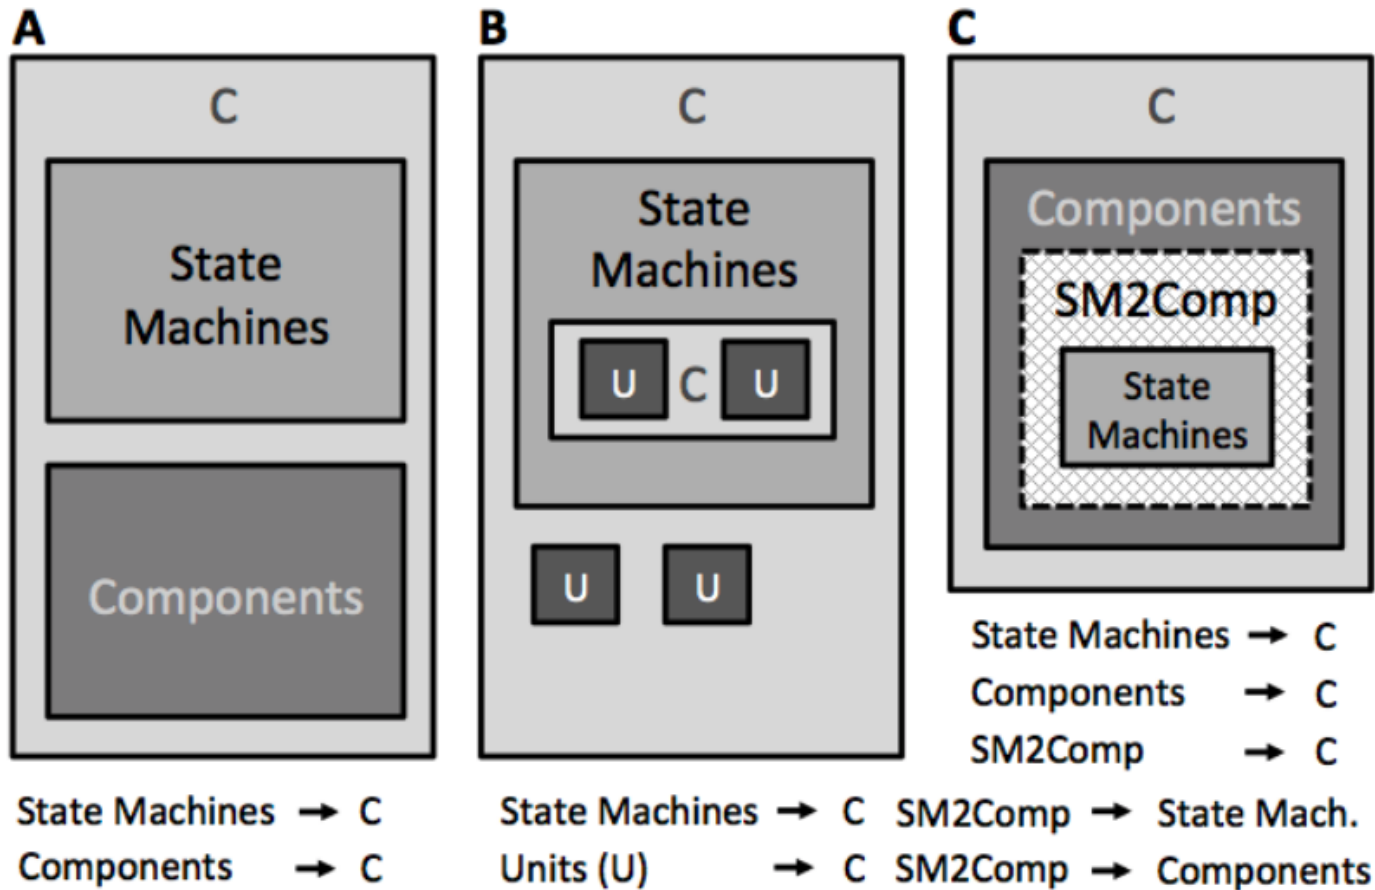 A
C
State
Machines
Components
State Machines → C
Components → C
B
C
State
Machines
U C U
U U
State Machines → C
Units (U) → C
C
C
Components
SM2Comp
State
Machines
State Machines → C
Components → C
SM2Comp → C
SM2Comp → State Mach.
SM2Comp → Components